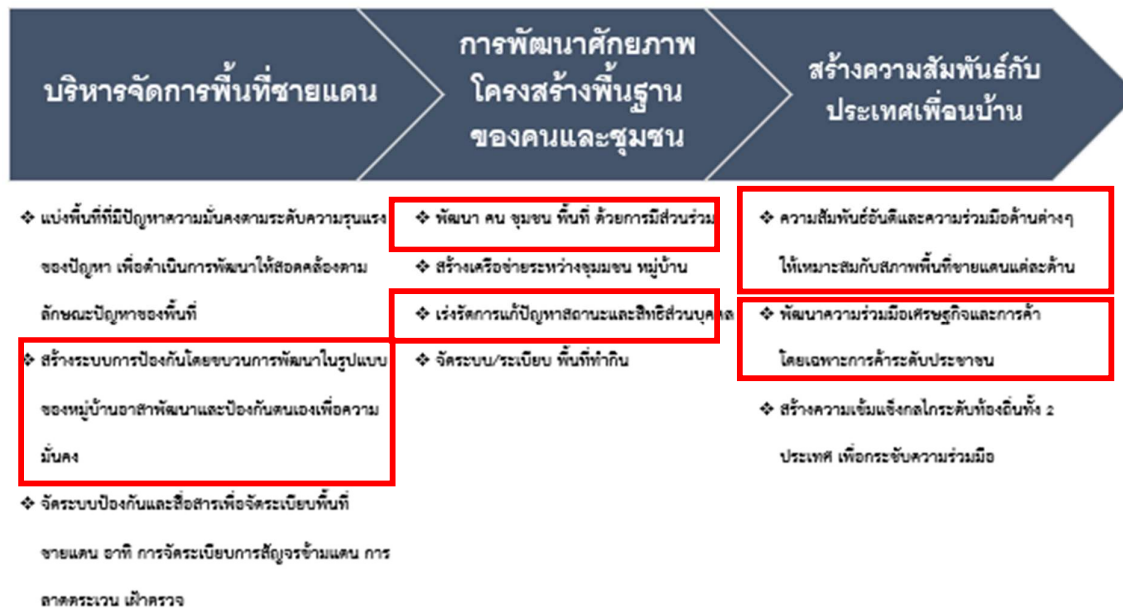 บริหารจัดการพื้นที่ชายแดน
การพัฒนาศักยภาพ
โครงสร้างพื้นฐาน
ของคนและชุมชน
สร้างความสัมพันธ์กับ
ประเทศเพื่อนบ้าน
❖ แบ่งพื้นที่ที่มีปัญหาความมั่นคงตามระดับความรุนแรง
ของปัญหา เพื่อดำเนินการพัฒนาให้สอดคล้องตาม
ลักษณะปัญหาของพื้นที่
❖ สร้างระบบการป้องกันโดยขบวนการพัฒนาในรูปแบบ
ของหมู่บ้านอาสาพัฒนาและป้องกันตนเองเพื่อความ
มั่นคง
❖ จัดระบบป้องกันและสื่อสารเพื่อจัดระเบียบพื้นที่
ชายแดน อาทิ การจัดระเบียบการสัญจรข้ามแดน การ
ลาดตระเวน เฝ้าตรวจ
❖ พัฒนา คน ชุมชน พื้นที่ ด้วยการมีส่วนร่วม
❖ สร้างเครือข่ายระหว่างชุมมชน หมู่บ้าน
❖ เร่งรัดการแก้ปัญหาสถานะและสิทธิส่วนบุคคล
❖ จัดระบบ/ระเบียบ พื้นที่ทำกิน
❖ ความสัมพันธ์อันดีและความร่วมมือด้านต่างๆ
ให้เหมาะสมกับสภาพพื้นที่ชายแดนแต่ละด้าน
❖ พัฒนาความร่วมมือเศรษฐกิจและการค้า
โดยเฉพาะการค้าระดับประชาชน
❖ สร้างความเข้มแข็งกลไกระดับท้องถิ่นทั้ง 2
ประเทศ เพื่อกระชับความร่วมมือ